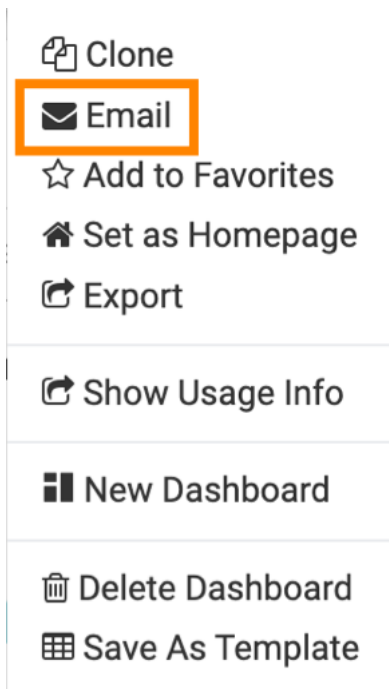 Clone
Email
Add to Favorites
Set as Homepage
Export
Show Usage Info
New Dashboard
Delete Dashboard
Save As Template